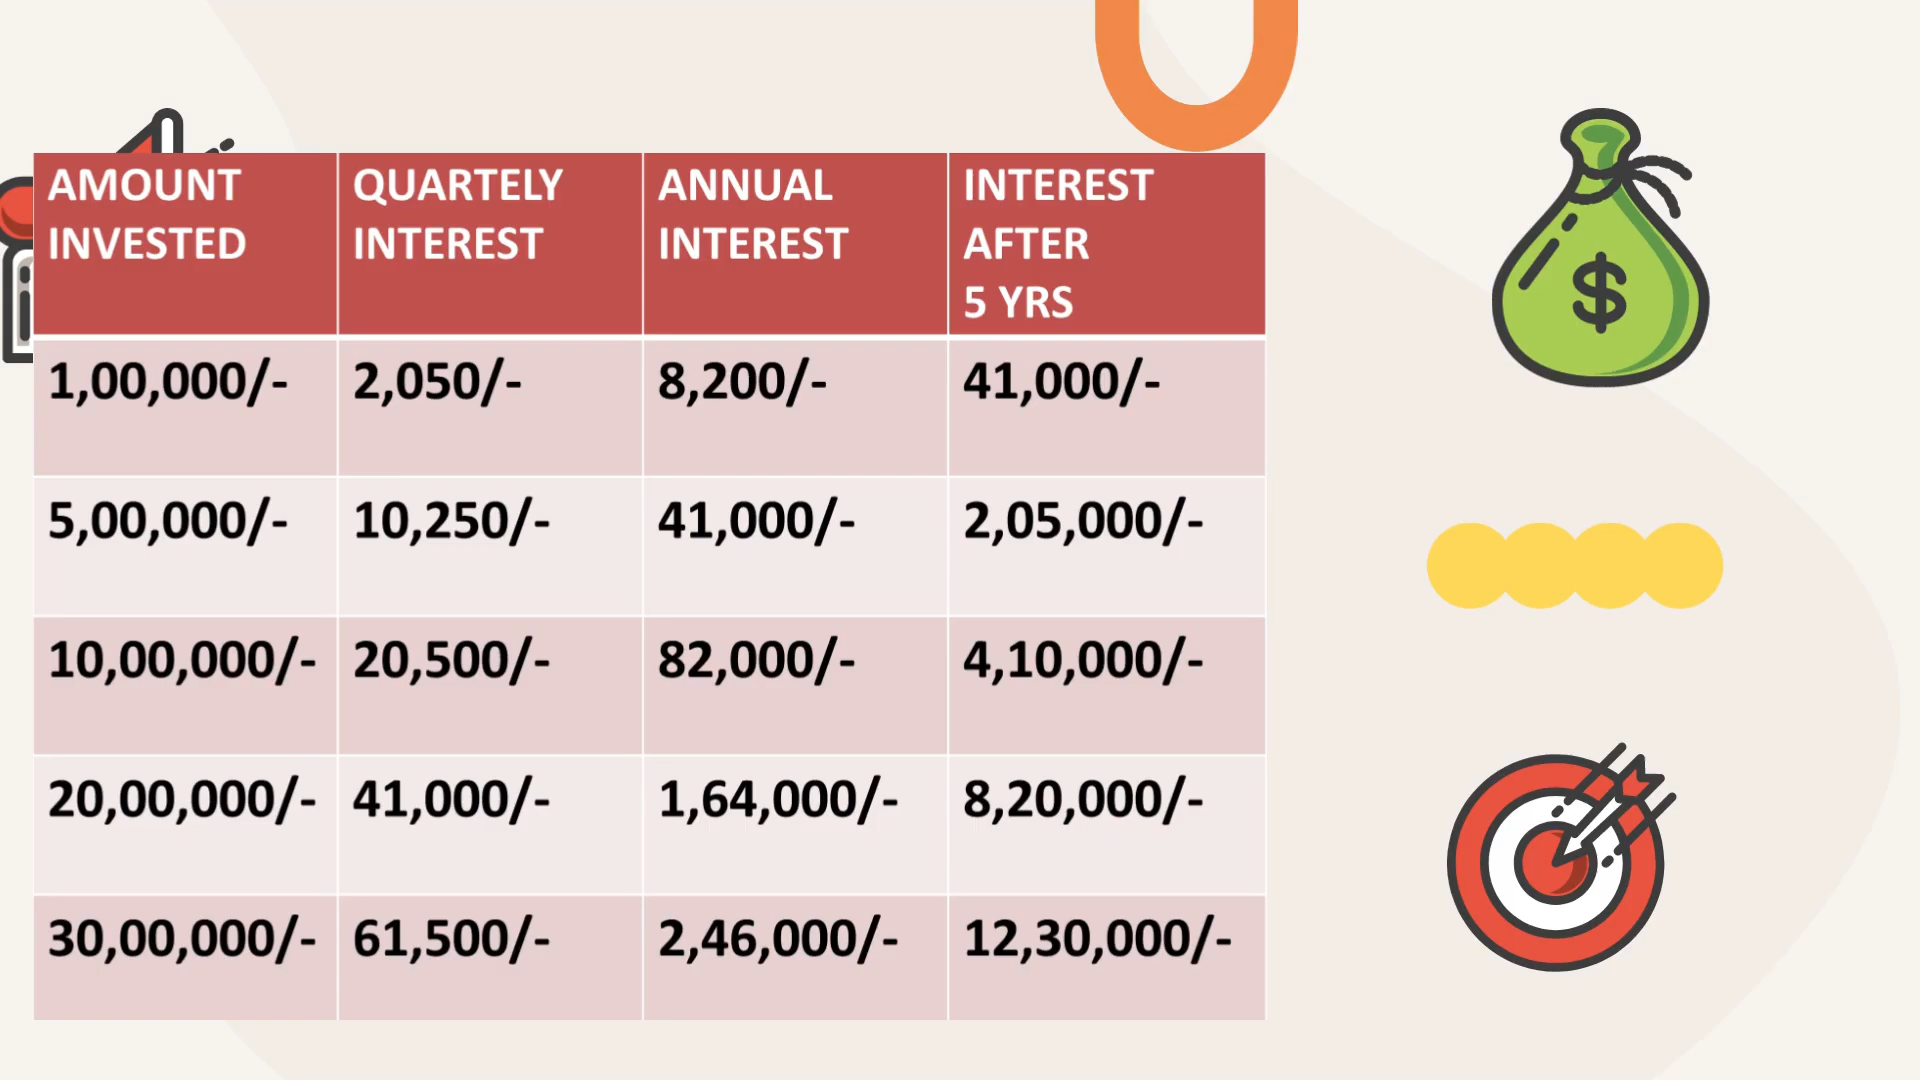 AMOUNT INVESTED QUARTELY INTEREST ANNUAL INTEREST INTEREST AFTER 5 YRS
1,00,000/- 2,050/- 8,200/- 41,000/-
5,00,000/- 10,250/- 41,000/- 2,05,000/-
10,00,000/- 20,500/- 82,000/- 4,10,000/-
20,00,000/- 41,000/- 1,64,000/- 8,20,000/-
30,00,000/- 61,500/- 2,46,000/- 12,30,000/-
$